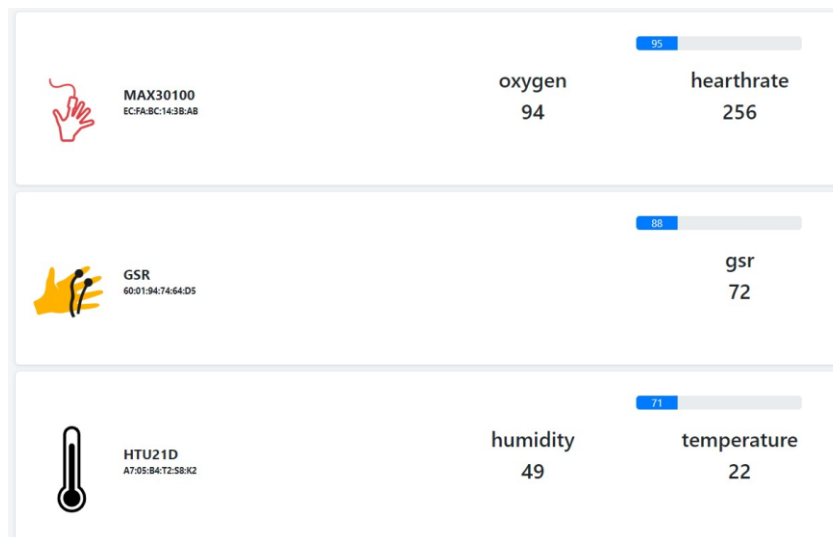 95
MAX30100
EC:FA:BC:14:3B:AB
oxygen
94
hearthrate
256
88
GSR
60:01:94:74:64:D5
gsr
72
71
HTU21D
A7:05:B4:T2:S8:K2
humidity
49
temperature
22